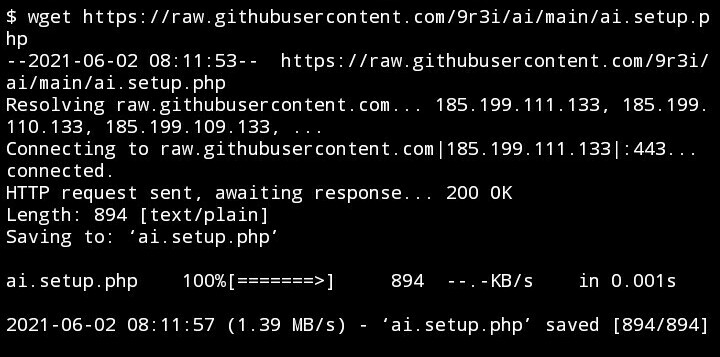 $ wget https://raw.githubusercontent.com/9r3i/ai/main/ai.setup.p
hp
--2021-06-02 08:11:53--  https://raw.githubusercontent.com/9r3i/
ai/main/ai.setup.php
Resolving raw.githubusercontent.com... 185.199.111.133, 185.199.
110.133, 185.199.109.133, ...
Connecting to raw.githubusercontent.com|185.199.111.133|:443...
connected.
HTTP request sent, awaiting response... 200 OK
Length: 894 [text/plain]
Saving to: ‘ai.setup.php’
ai.setup.php    100%[=======>]     894  --.-KB/s    in 0.001s
2021-06-02 08:11:57 (1.39 MB/s) - ‘ai.setup.php’ saved [894/894]